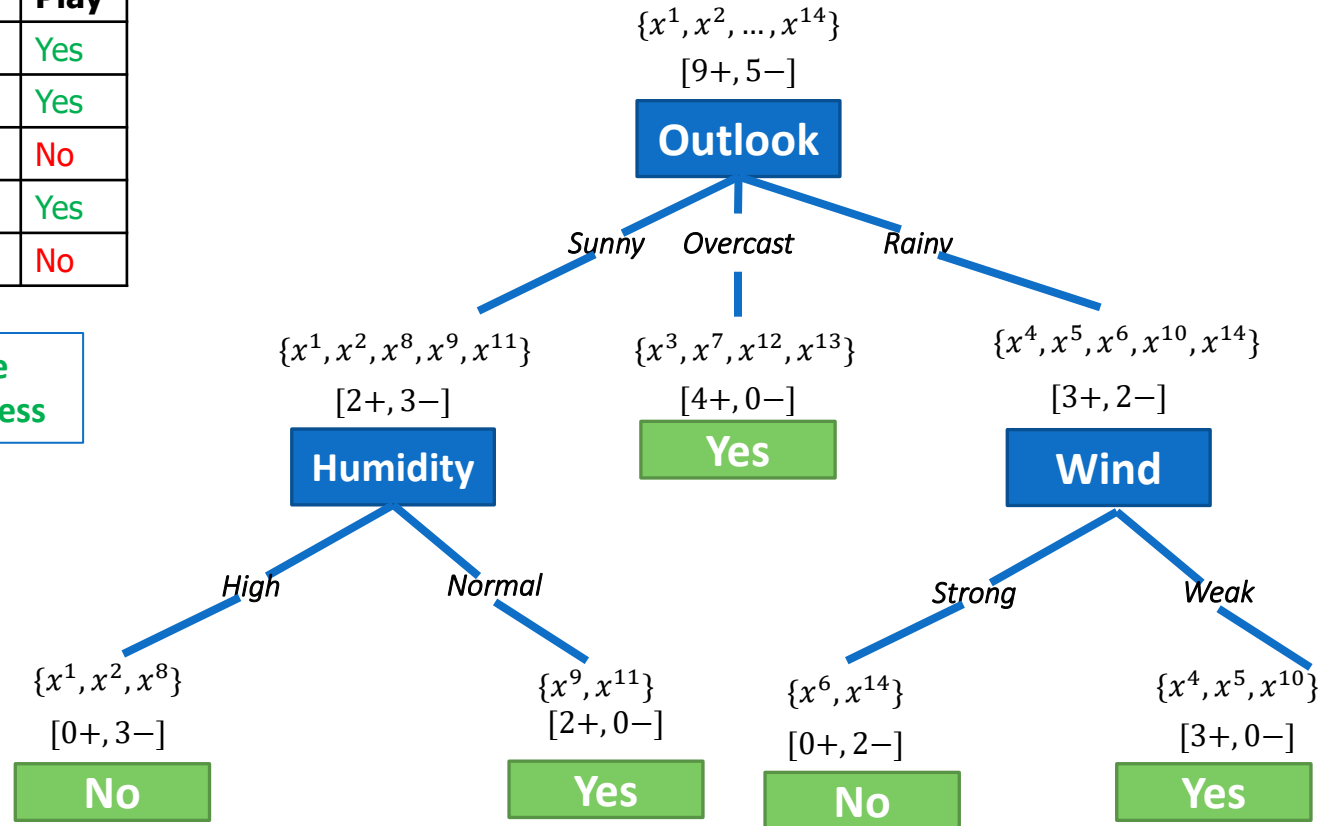 Play
Yes
Yes
No
Yes
No
{x¹, x², …, x¹⁴}
[9+, 5−]
Outlook
Sunny Overcast Rainy
{x¹, x², x⁸, x⁹, x¹¹} {x³, x⁷, x¹², x¹³} {x⁴, x⁵, x⁶, x¹⁰, x¹⁴}
[2+, 3−] [4+, 0−] [3+, 2−]
Humidity Yes Wind
High Normal Strong Weak
{x¹, x², x⁸} {x⁹, x¹¹} {x⁶, x¹⁴} {x⁴, x⁵, x¹⁰}
[0+, 3−] [2+, 0−] [0+, 2−] [3+, 0−]
No Yes No Yes